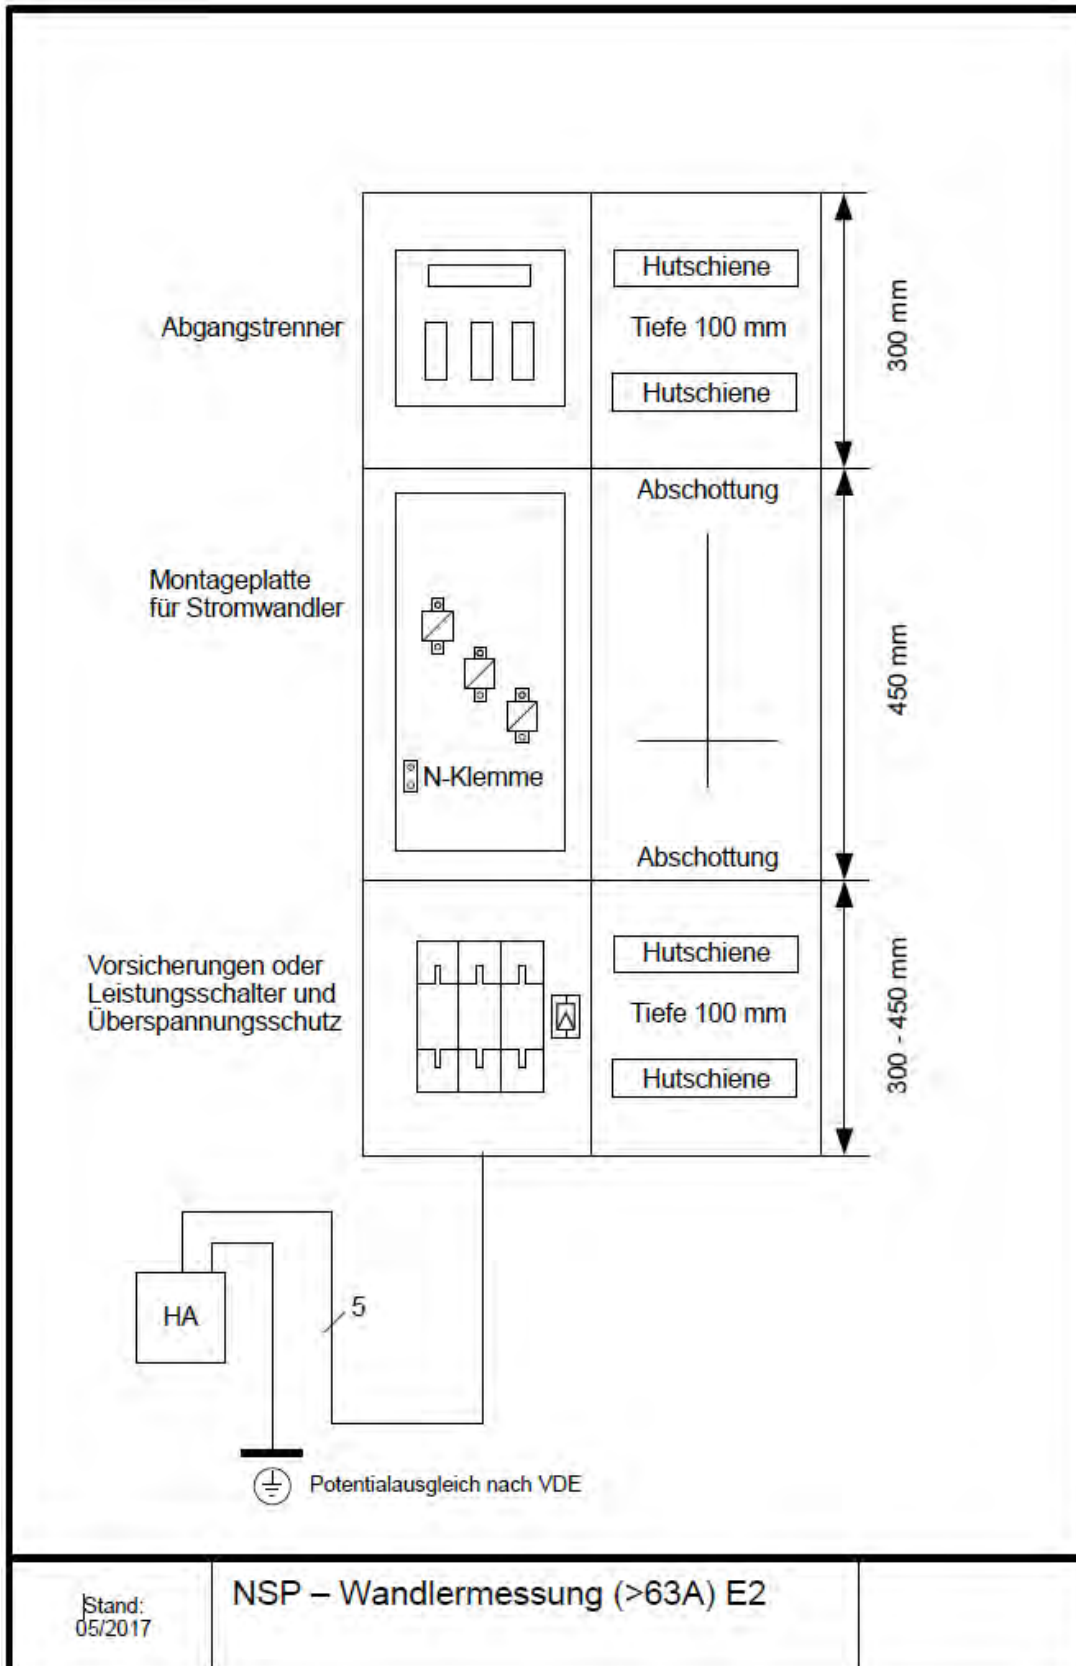 Abgangstrenner
Hutschiene
Tiefe 100 mm
Hutschiene
300 mm
Montageplatte
für Stromwandler
N-Klemme
Abschottung
Abschottung
450 mm
Vorsicherungen oder
Leistungsschalter und
Überspannungsschutz
Hutschiene
Tiefe 100 mm
Hutschiene
300 - 450 mm
HA
5
Potentialausgleich nach VDE
Stand:
05/2017
NSP – Wandlermessung (>63A) E2